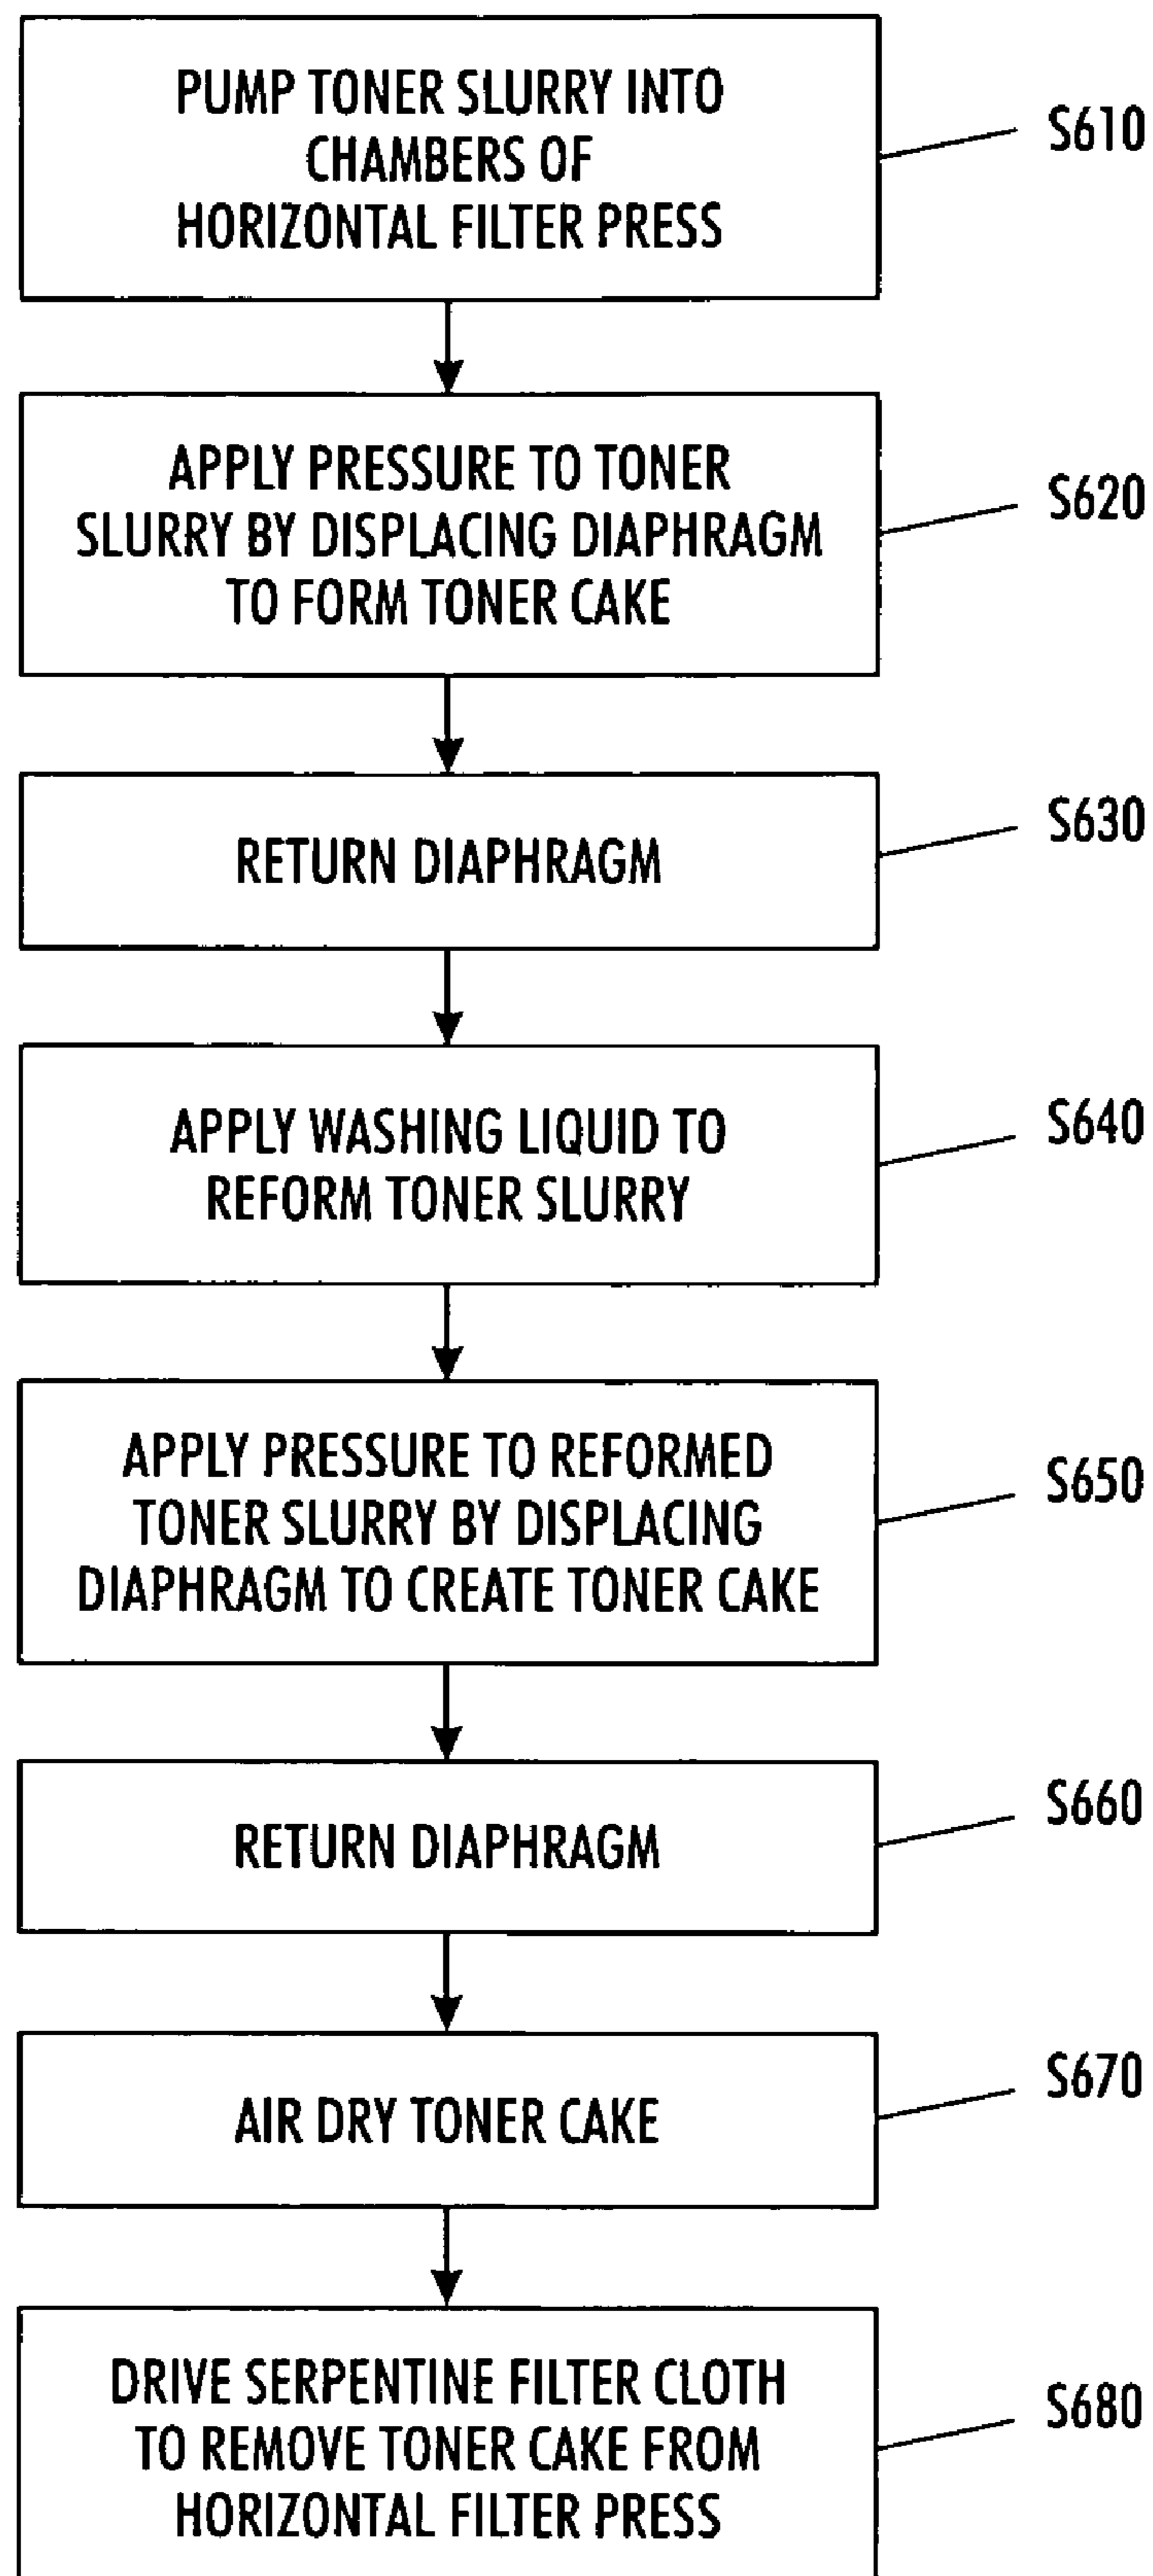 PUMP TONER SLURRY INTO
CHAMBERS OF
HORIZONTAL FILTER PRESS
S610
APPLY PRESSURE TO TONER
SLURRY BY DISPLACING DIAPHRAGM
TO FORM TONER CAKE
S620
RETURN DIAPHRAGM
S630
APPLY WASHING LIQUID TO
REFORM TONER SLURRY
S640
APPLY PRESSURE TO REFORMED
TONER SLURRY BY DISPLACING
DIAPHRAGM TO CREATE TONER CAKE
S650
RETURN DIAPHRAGM
S660
AIR DRY TONER CAKE
S670
DRIVE SERPENTINE FILTER CLOTH
TO REMOVE TONER CAKE FROM
HORIZONTAL FILTER PRESS
S680